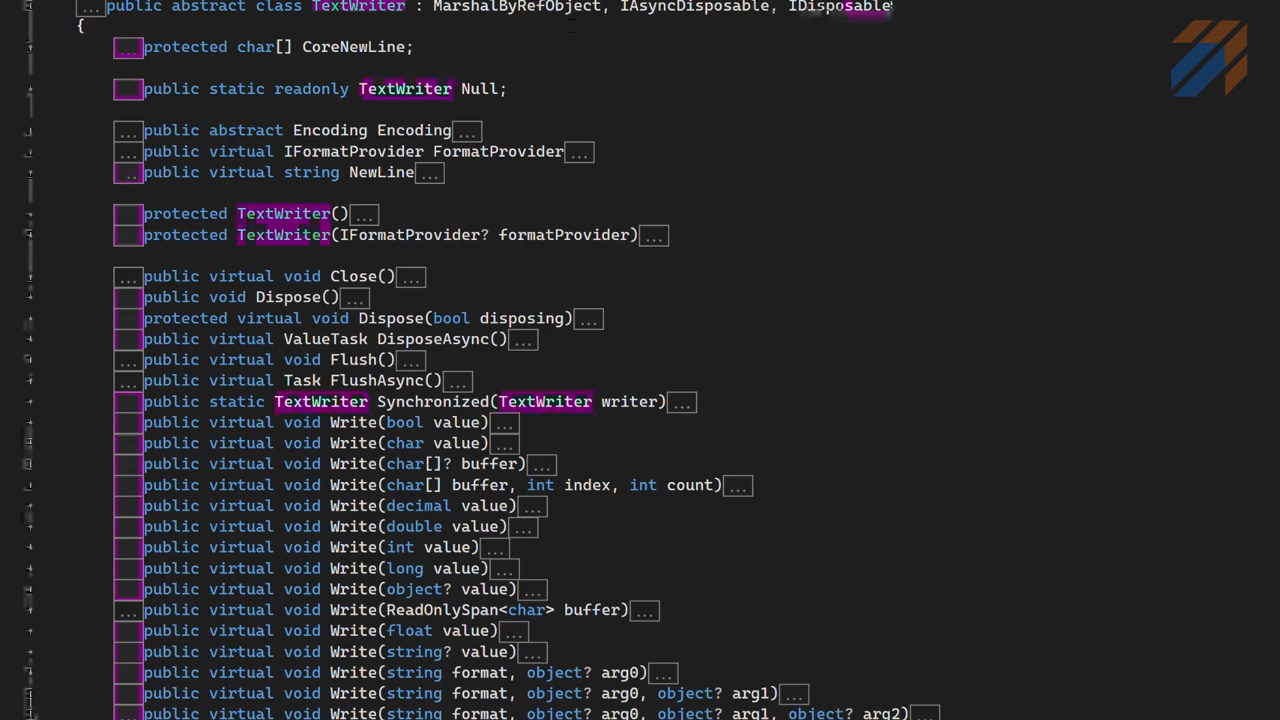 ...public abstract class TextWriter : MarshalByRefObject, IAsyncDisposable, IDisposable
{
...protected char[] CoreNewLine;
public static readonly TextWriter Null;
...public abstract Encoding Encoding...
...public virtual IFormatProvider FormatProvider...
...public virtual string NewLine...
protected TextWriter()...
protected TextWriter(IFormatProvider? formatProvider)...
...public virtual void Close()...
public void Dispose()...
protected virtual void Dispose(bool disposing)...
public virtual ValueTask DisposeAsync()...
...public virtual void Flush()...
...public virtual Task FlushAsync()...
public static TextWriter Synchronized(TextWriter writer)...
public virtual void Write(bool value)...
public virtual void Write(char value)...
public virtual void Write(char[]? buffer)...
public virtual void Write(char[] buffer, int index, int count)...
public virtual void Write(decimal value)...
public virtual void Write(double value)...
public virtual void Write(int value)...
public virtual void Write(long value)...
public virtual void Write(object? value)...
...public virtual void Write(ReadOnlySpan<char> buffer)...
public virtual void Write(float value)...
public virtual void Write(string? value)...
public virtual void Write(string format, object? arg0)...
public virtual void Write(string format, object? arg0, object? arg1)...
...public virtual void Write(string format, object? arg0, object? arg1, object? arg2)...